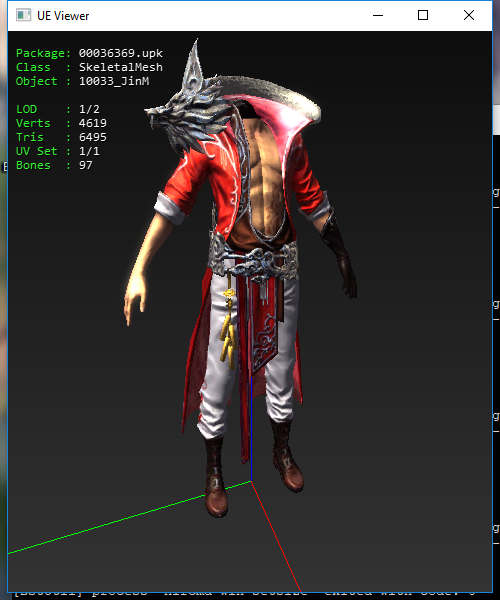 UE Viewer
Package: 00036369.upk
Class : SkeletalMesh
Object : 10033_JinM
LOD : 1/2
Verts : 4619
Tris : 6495
UV Set : 1/1
Bones : 97